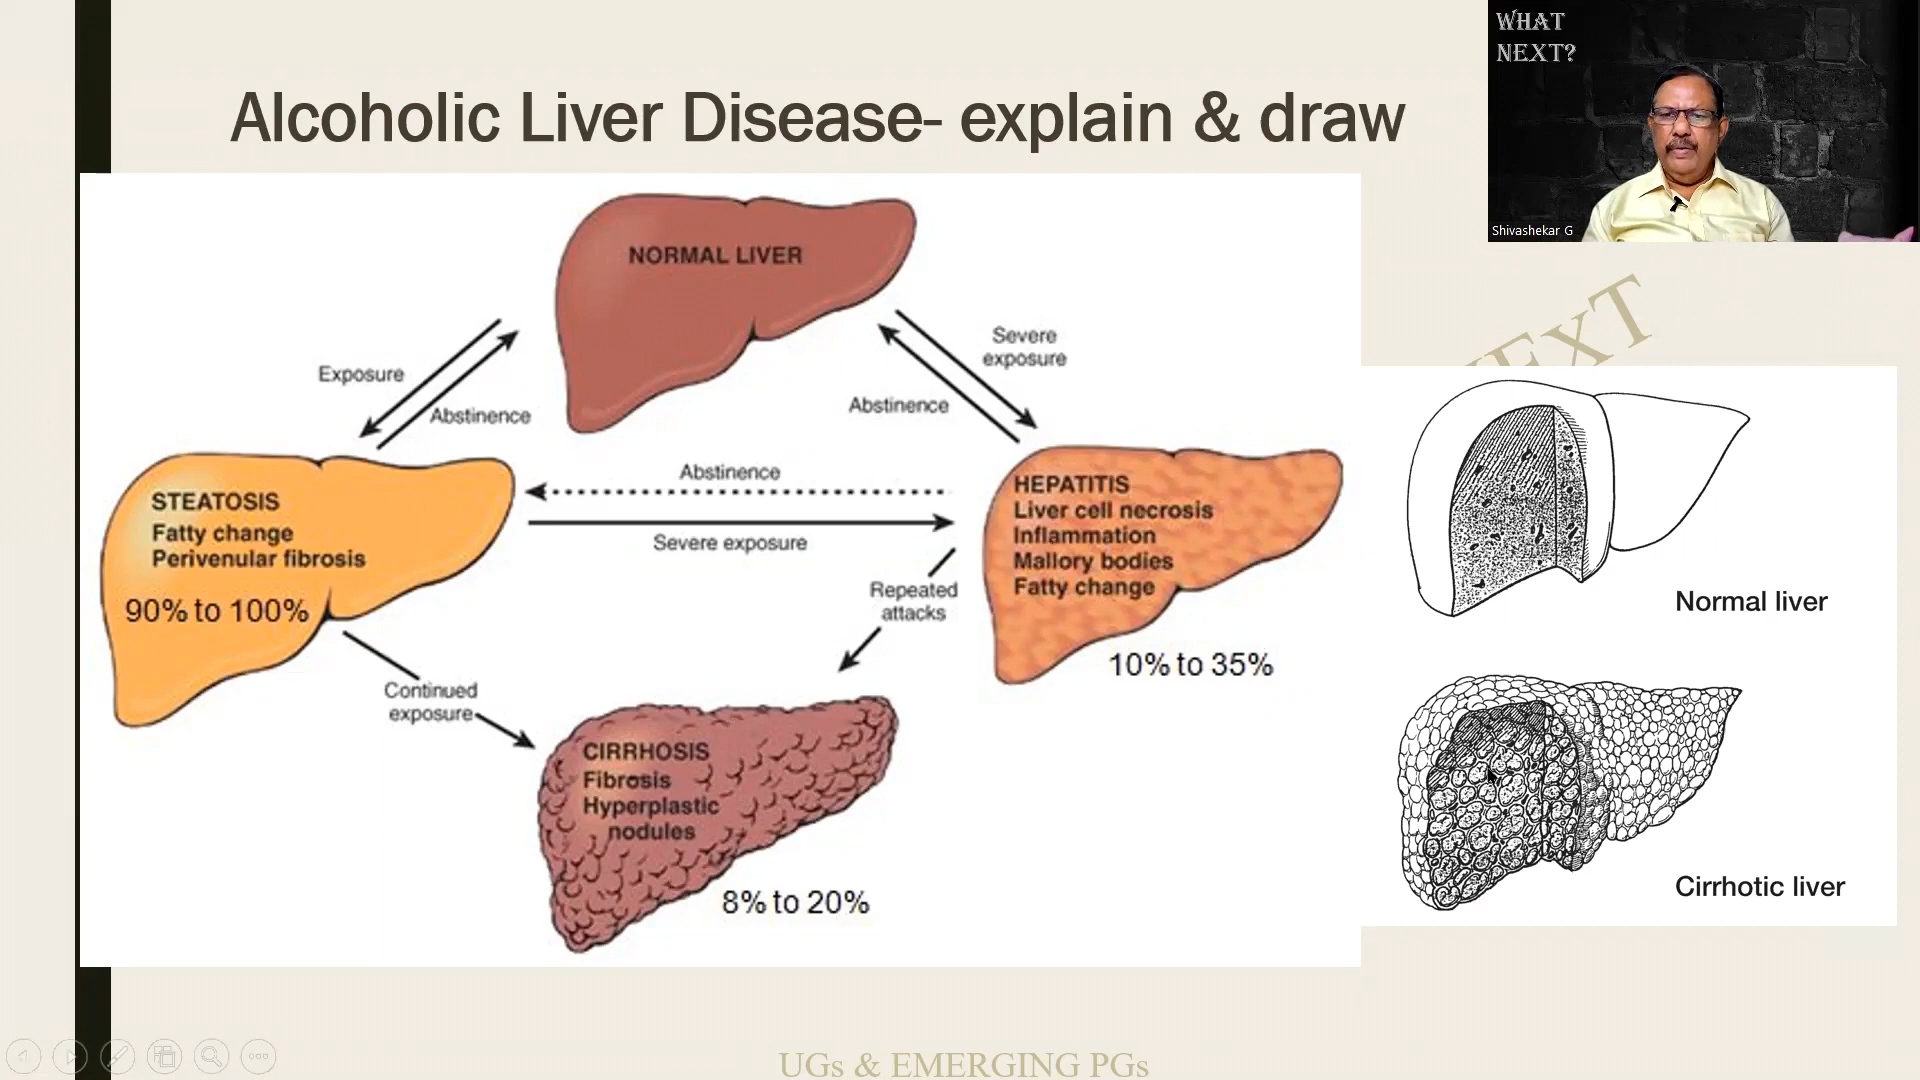 WHAT
NEXT?
Shivashekar G
Alcoholic Liver Disease- explain & draw
NORMAL LIVER
Exposure
Abstinence
Severe
exposure
Abstinence
STEATOSIS
Fatty change
Perivenular fibrosis
90% to 100%
Abstinence
Severe exposure
HEPATITIS
Liver cell necrosis
Inflammation
Mallory bodies
Fatty change
10% to 35%
Repeated
attacks
Continued
exposure
CIRRHOSIS
Fibrosis
Hyperplastic
nodules
8% to 20%
Normal liver
Cirrhotic liver
UGs & EMERGING PGs